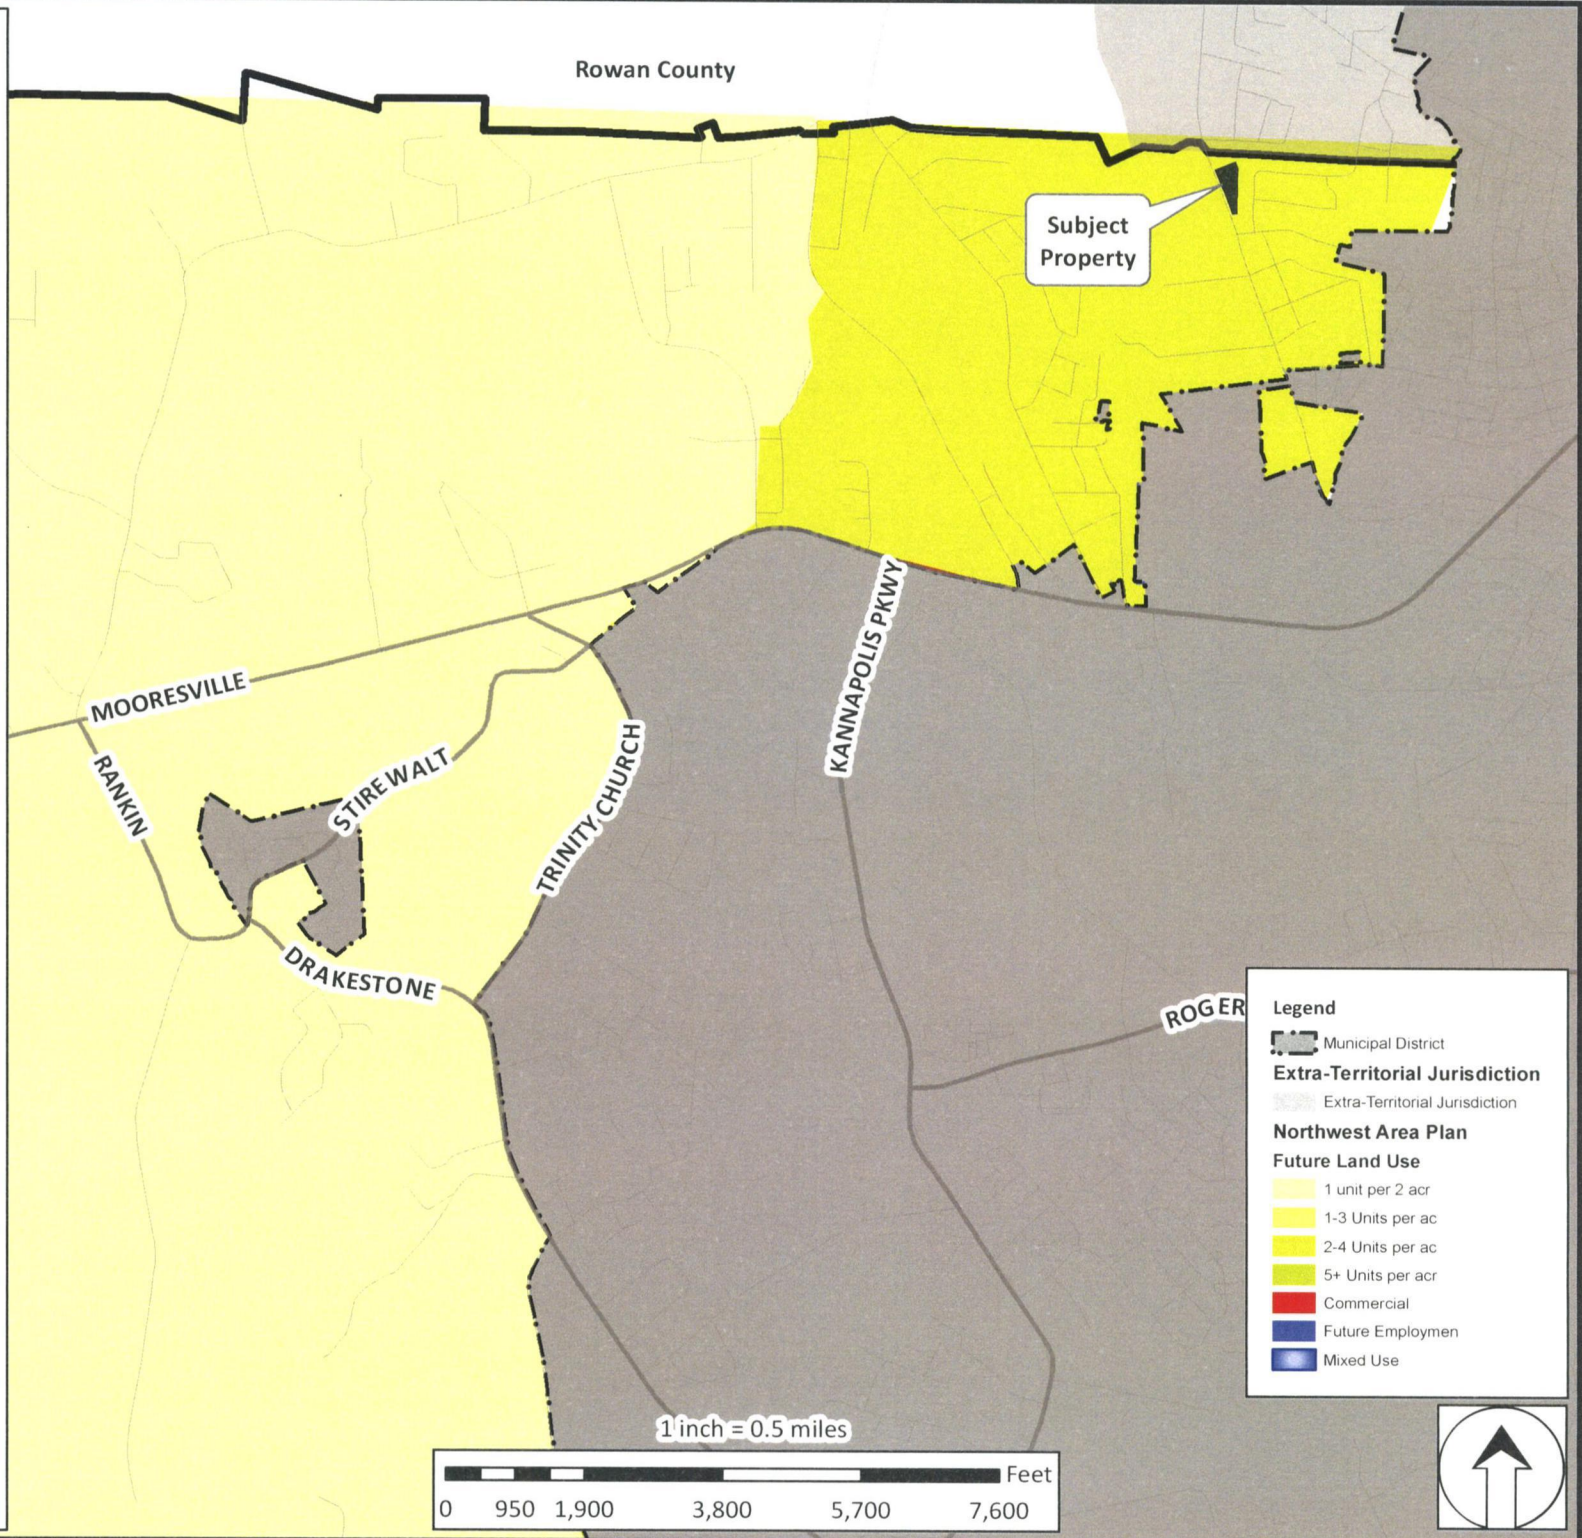 Rowan County
Subject
Property
KANNAPOLIS PKWY
MOORESVILLE
RANKIN
STIREWALT
TRINITY CHURCH
DRAKESTONE
ROGER
Legend
Municipal District
Extra-Territorial Jurisdiction
Extra-Territorial Jurisdiction
Northwest Area Plan
Future Land Use
1 unit per 2 acr
1-3 Units per ac
2-4 Units per ac
5+ Units per acr
Commercial
Future Employmen
Mixed Use
1 inch = 0.5 miles
Feet
0 950 1,900 3,800 5,700 7,600